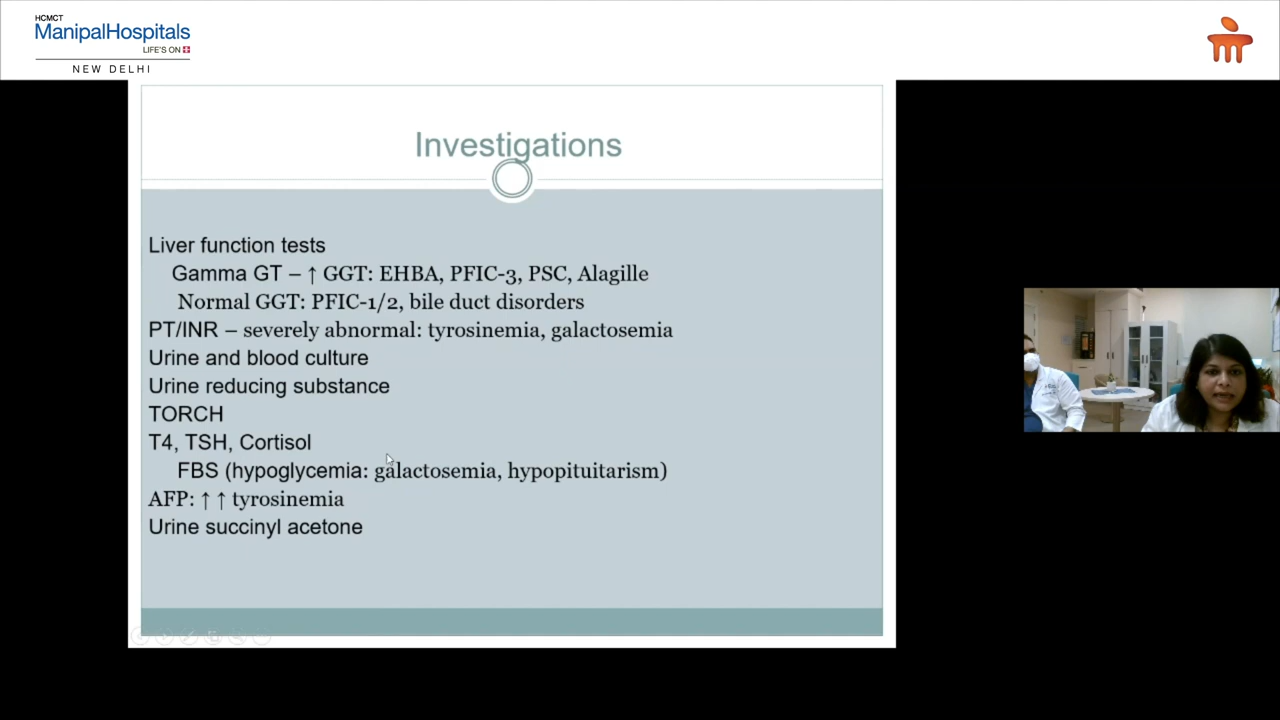 HCMCT
ManipalHospitals
LIFE'S ON
NEW DELHI
Investigations
Liver function tests
Gamma GT – ↑ GGT: EHBA, PFIC-3, PSC, Alagille
Normal GGT: PFIC-1/2, bile duct disorders
PT/INR – severely abnormal: tyrosinemia, galactosemia
Urine and blood culture
Urine reducing substance
TORCH
T4, TSH, Cortisol
FBS (hypoglycemia: galactosemia, hypopituitarism)
AFP: ↑ ↑ tyrosinemia
Urine succinyl acetone